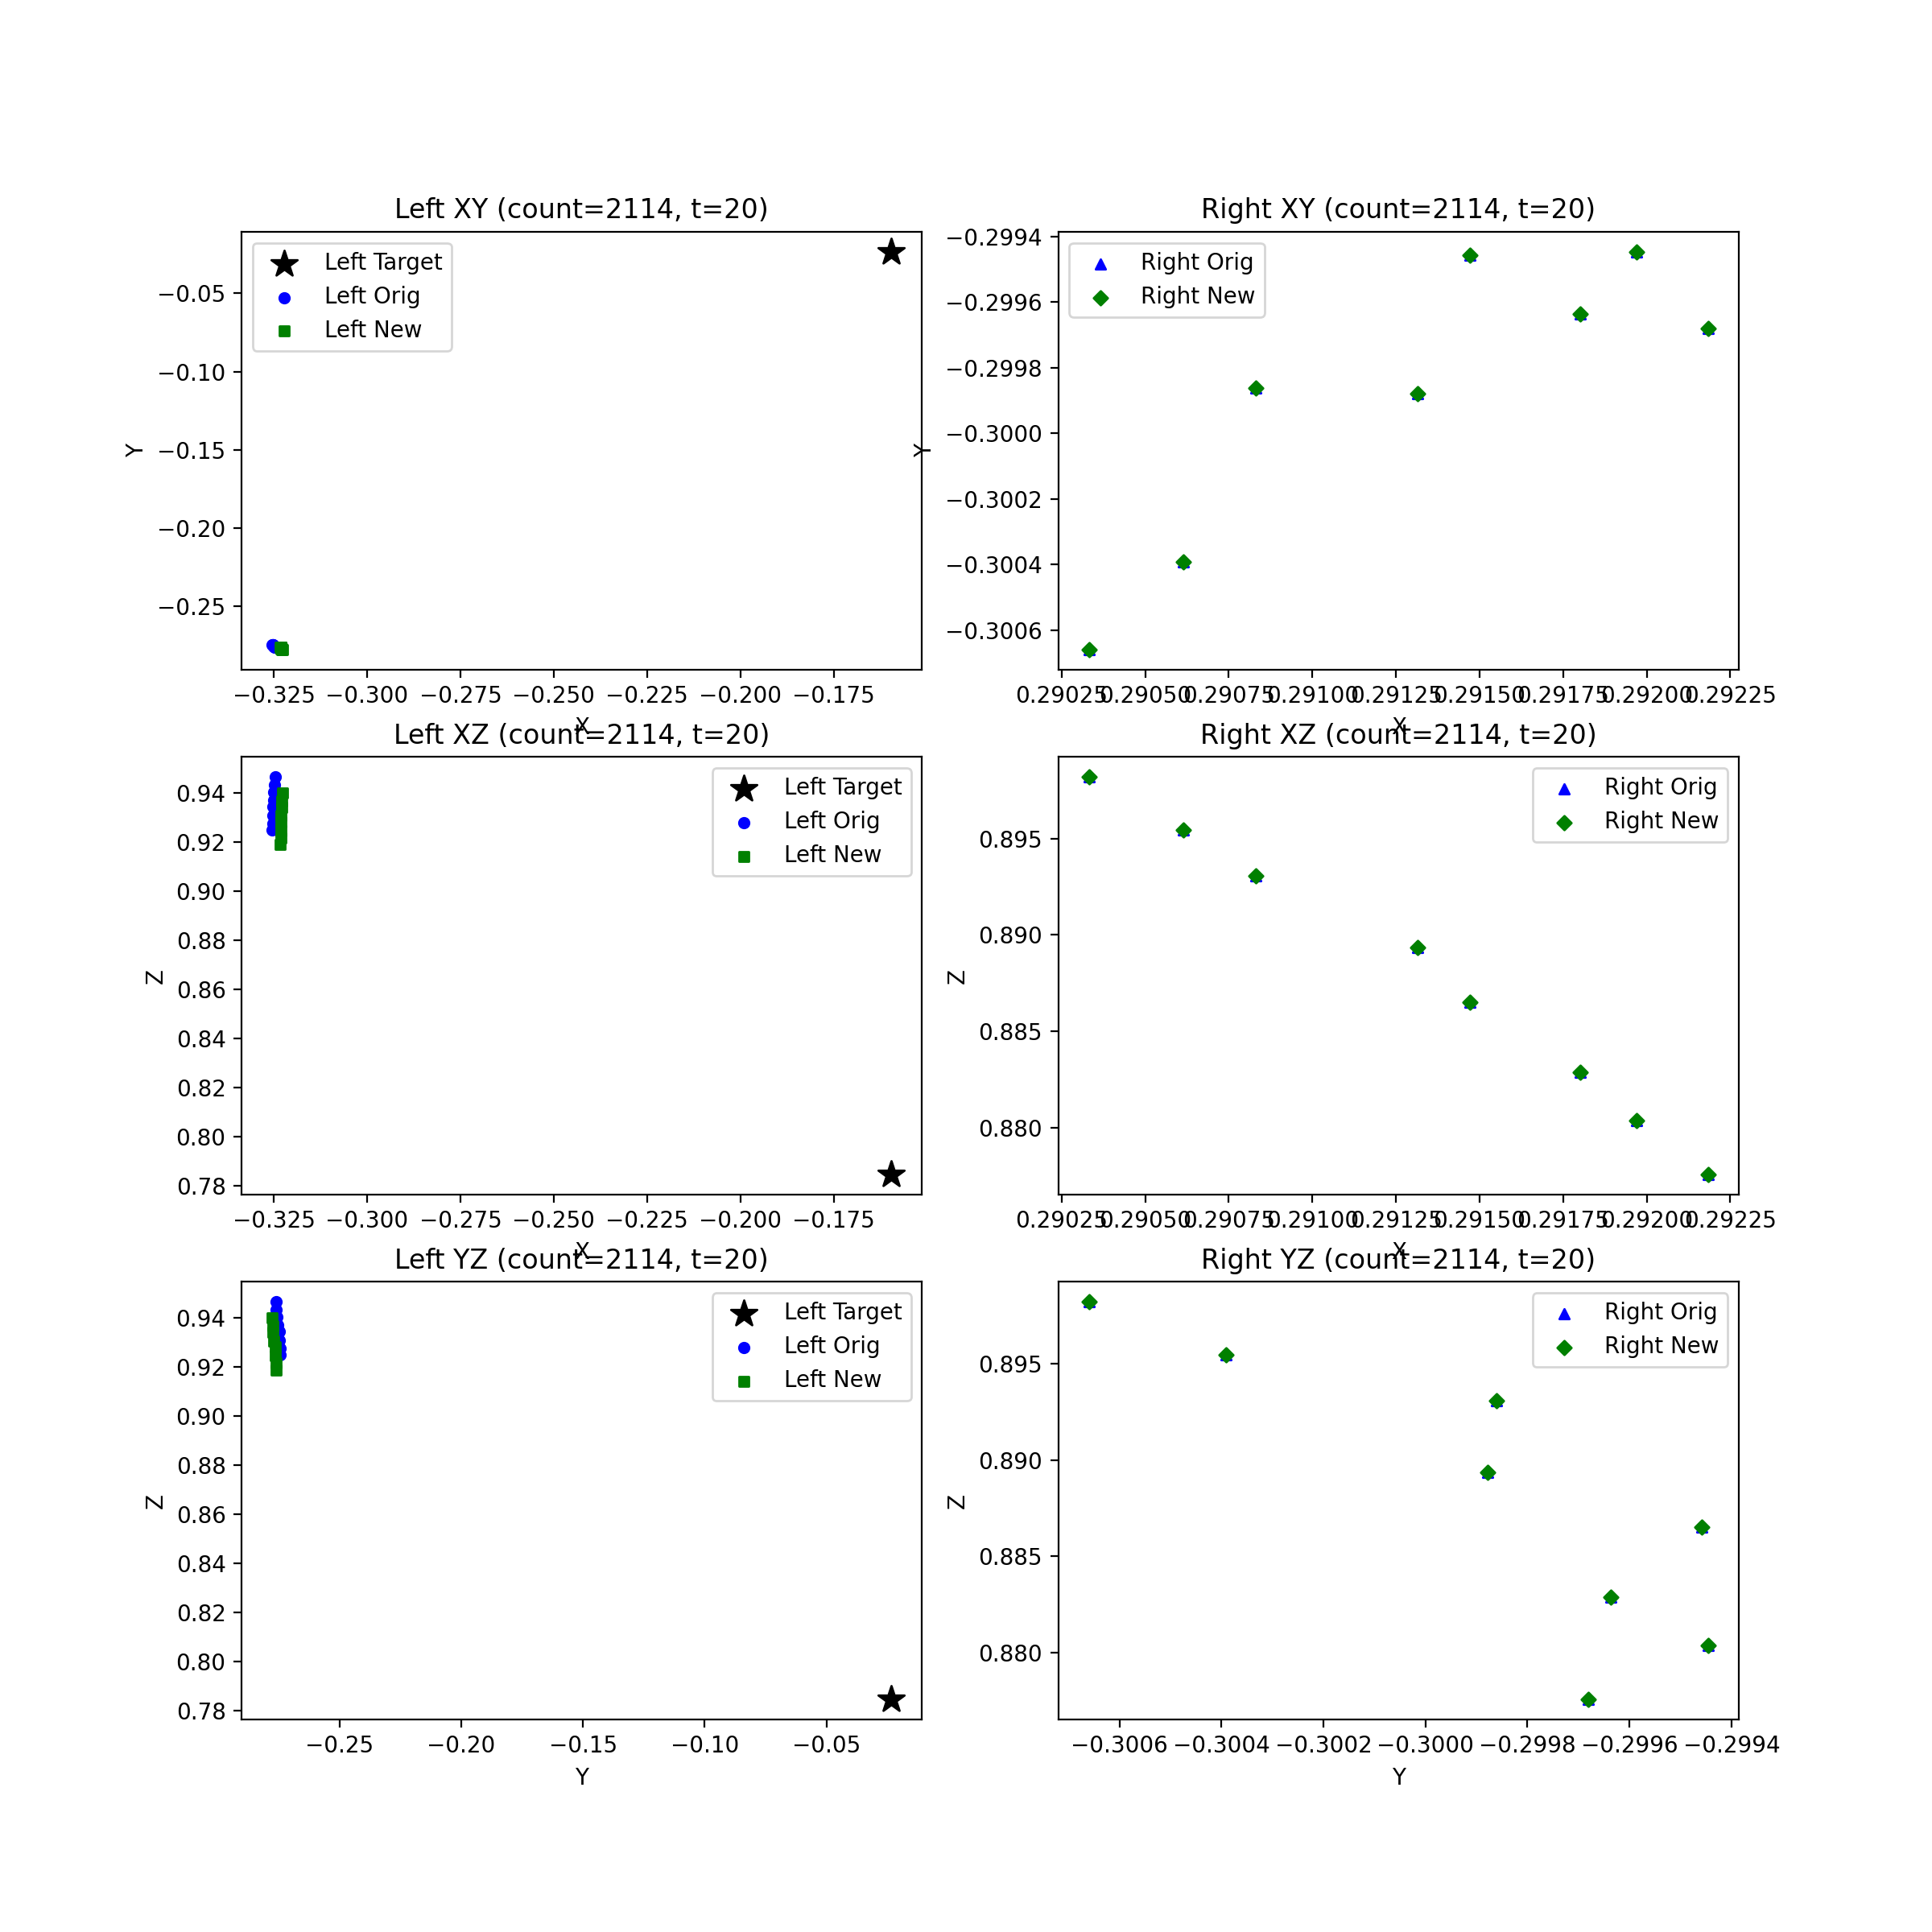 Left XY (count=2114, t=20)
Left Target
Left Orig
Left New
−0.05
−0.10
−0.15
−0.20
−0.25
Y
−0.325 −0.300 −0.275 −0.250 −0.225 −0.200 −0.175
X
Right XY (count=2114, t=20)
Right Orig
Right New
−0.2994
−0.2996
−0.2998
−0.3000
−0.3002
−0.3004
−0.3006
Y
0.29025 0.29050 0.29075 0.29100 0.29125 0.29150 0.29175 0.29200 0.29225
X
Left XZ (count=2114, t=20)
Left Target
Left Orig
Left New
0.94
0.92
0.90
0.88
0.86
0.84
0.82
0.80
0.78
Z
−0.325 −0.300 −0.275 −0.250 −0.225 −0.200 −0.175
X
Right XZ (count=2114, t=20)
Right Orig
Right New
0.895
0.890
0.885
0.880
Z
0.29025 0.29050 0.29075 0.29100 0.29125 0.29150 0.29175 0.29200 0.29225
X
Left YZ (count=2114, t=20)
Left Target
Left Orig
Left New
0.94
0.92
0.90
0.88
0.86
0.84
0.82
0.80
0.78
Z
−0.25 −0.20 −0.15 −0.10 −0.05
Y
Right YZ (count=2114, t=20)
Right Orig
Right New
0.895
0.890
0.885
0.880
Z
−0.3006 −0.3004 −0.3002 −0.3000 −0.2998 −0.2996 −0.2994
Y